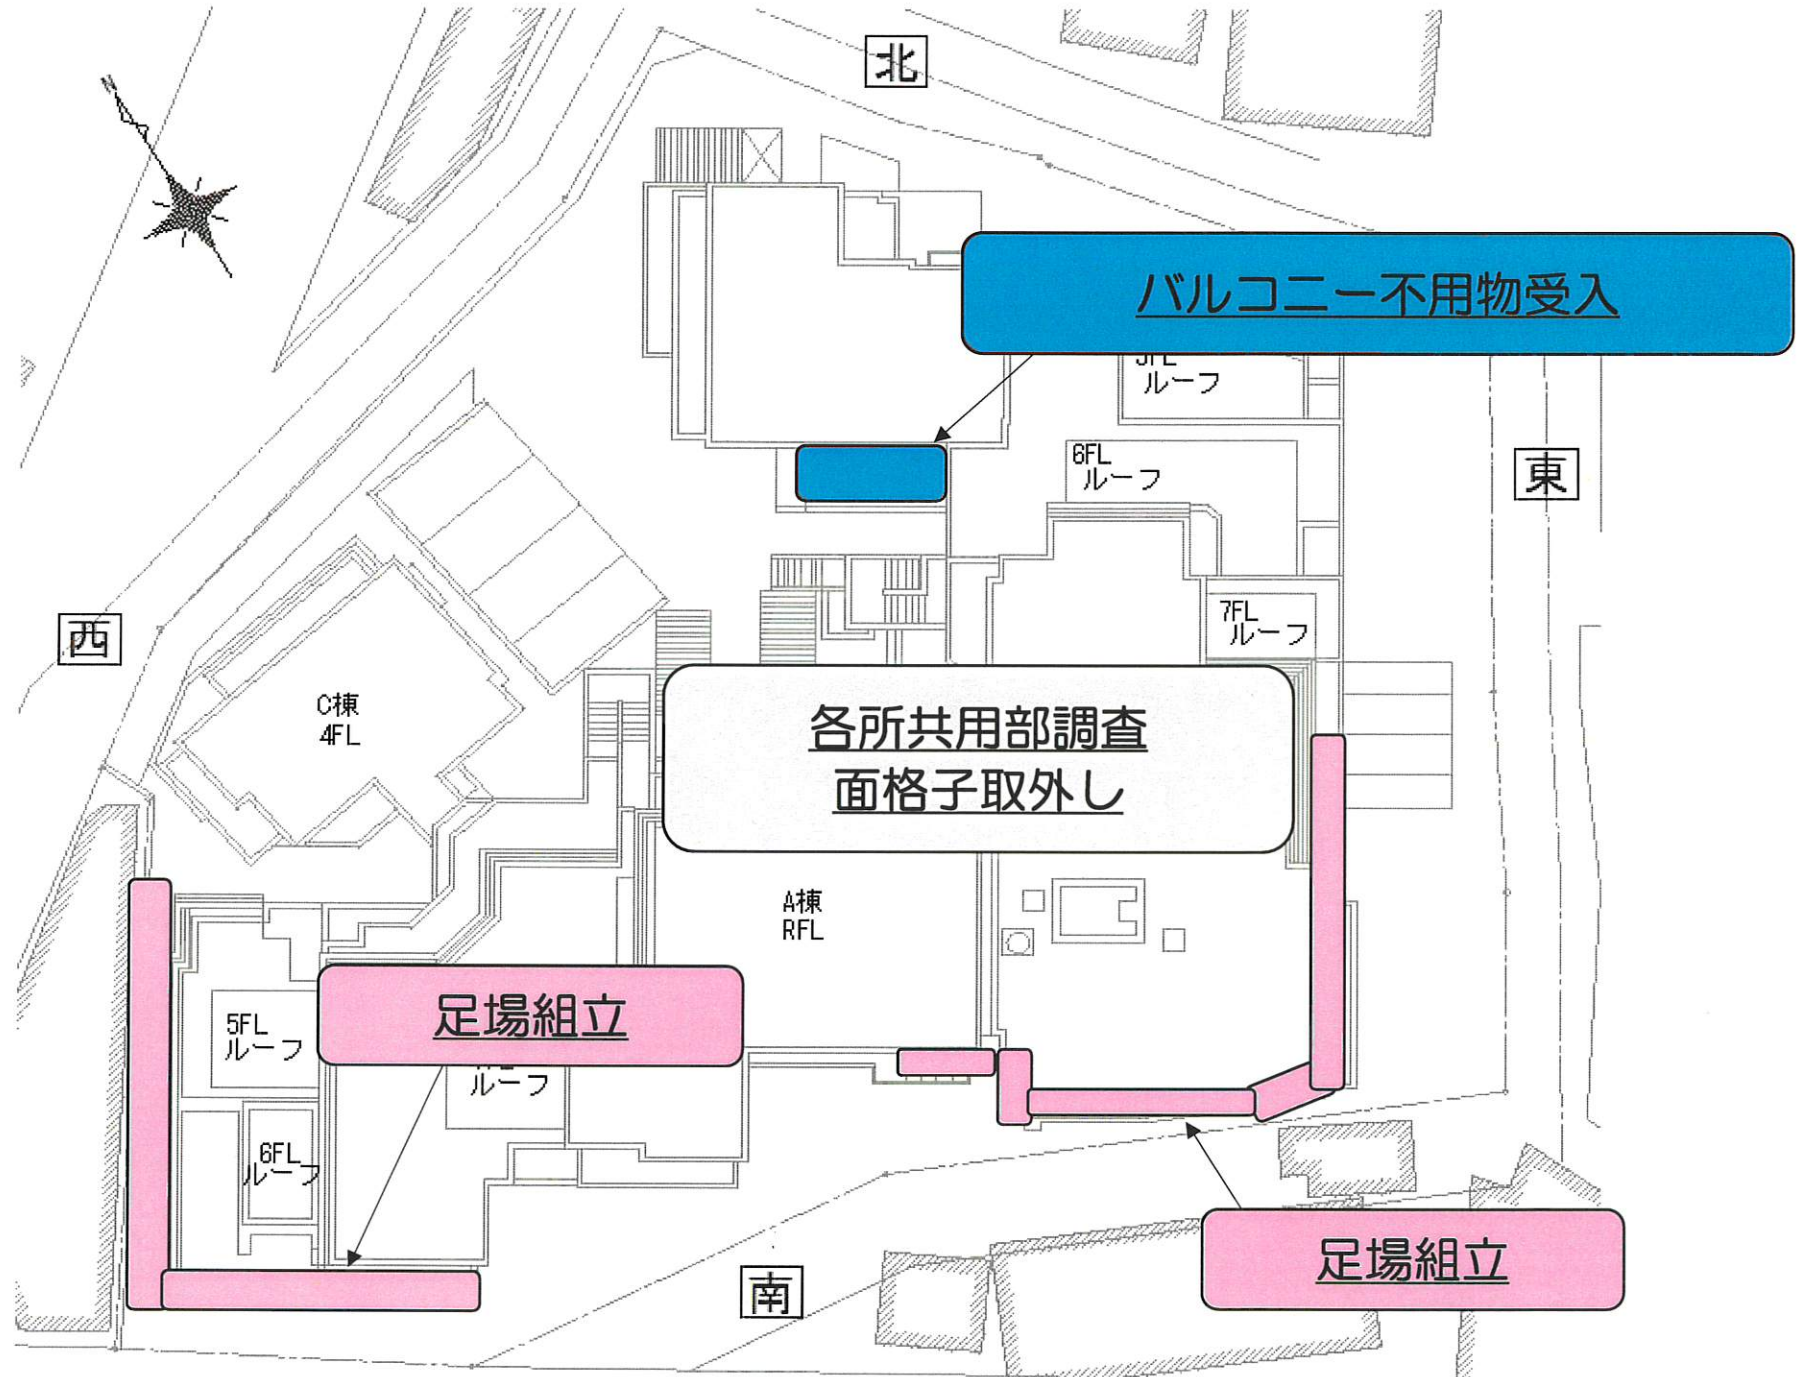 北
N
バルコニー不用物受入
ルーフ
6FL
ルーフ
東
7FL
ルーフ
西
C棟
4FL
各所共用部調査
面格子取外し
A棟
RFL
足場組立
5FL
ルーフ
ルーフ
6FL
ルーフ
足場組立
南